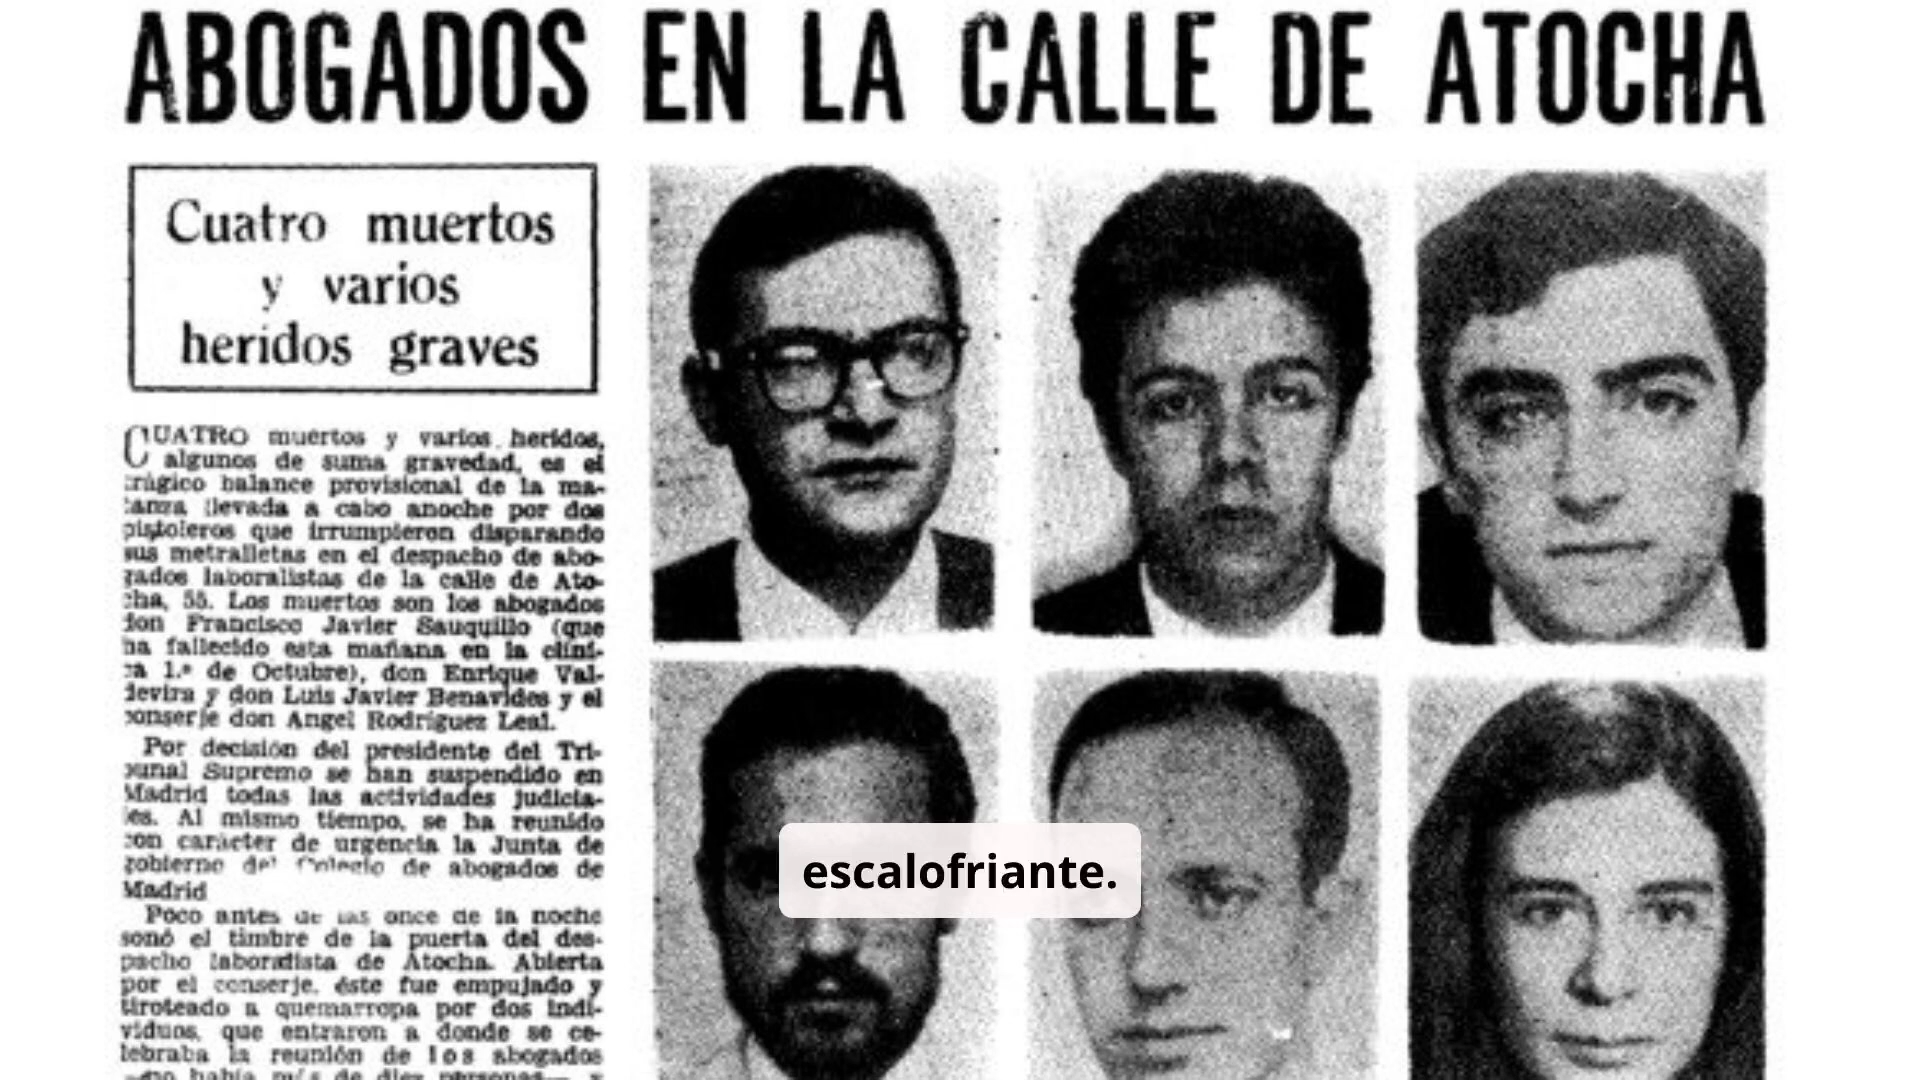 ABOGADOS EN LA CALLE DE ATOCHA
Cuatro muertos
y varios
heridos graves
CUATRO muertos y varios heridos,
algunos de suma gravedad, es el
trágico balance provisional de la ma-
tanza llevada a cabo anoche por dos
pistoleros que irrumpieron disparando
sus metralletas en el despacho de abo-
gados laboralistas de la calle de Ato-
cha, 55. Los muertos son los abogados
don Francisco Javier Sauquillo (que
ha fallecido esta mañana en la clíni-
ca 1.º de Octubre), don Enrique Val-
devira y don Luis Javier Benavides y el
conserje don Angel Rodríguez Leal.
Por decisión del presidente del Tri-
bunal Supremo se han suspendido en
Madrid todas las actividades judicia-
les. Al mismo tiempo, se ha reunido
con carácter de urgencia la Junta de
gobierno del Colegio de abogados de
Madrid
Poco antes de las once de la noche
sonó el timbre de la puerta del des-
pacho laboralista de Atocha. Abierta
por el conserje, éste fue empujado y
tiroteado a quemarropa por dos indi-
viduos, que entraron a donde se ce-
lebraba la reunión de los abogados
—no había más de diez personas— y
escalofriante.